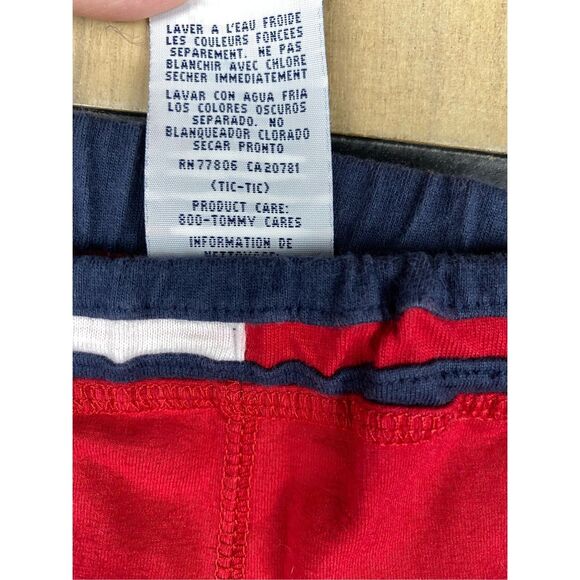 LAVER A L'EAU FROIDE
LES COULEURS FONCEES
SEPAREMENT. NE PAS
BLANCHIR AVEC CHLORE
SECHER IMMEDIATEMENT
LAVAR CON AGUA FRIA
LOS COLORES OSCUROS
SEPARADO. NO
BLANQUEADOR CLORADO
SECAR PRONTO
RN77806 CA20781
(TIC-TIC)
PRODUCT CARE:
800-TOMMY CARES
INFORMATION DE
NETTOYAGE: